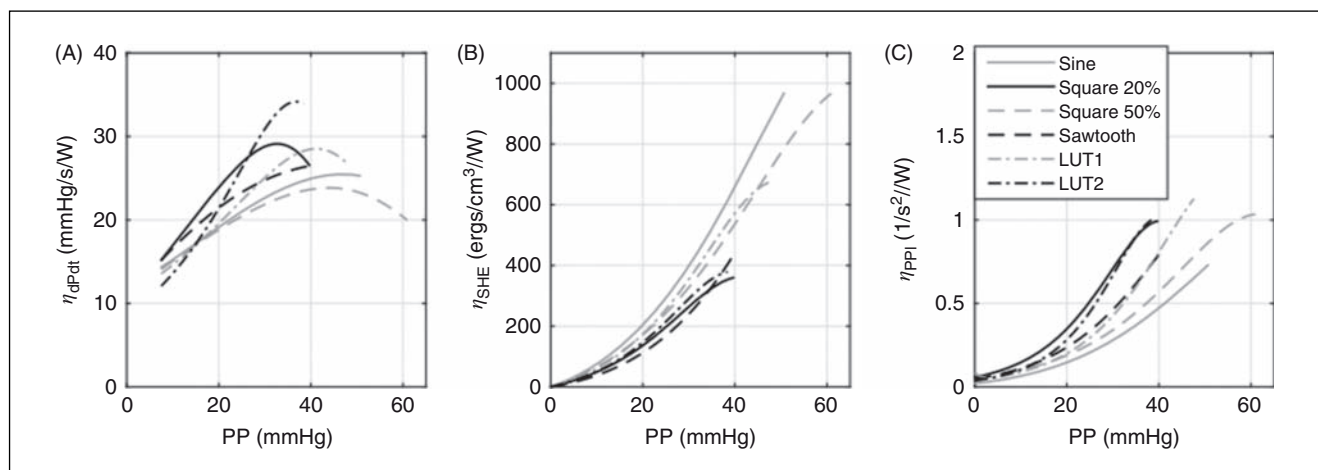 (A)
40
30
20
10
0
η_dPdt (mmHg/s/W)
0 20 40 60
PP (mmHg)
(B)
1000
800
600
400
200
0
η_SHE (ergs/cm³//W)
0 20 40 60
PP (mmHg)
(C)
2
1.5
1
0.5
0
η_PPI (1/s²//W)
0 20 40 60
PP (mmHg)
Sine
Square 20%
Square 50%
Sawtooth
LUT1
LUT2